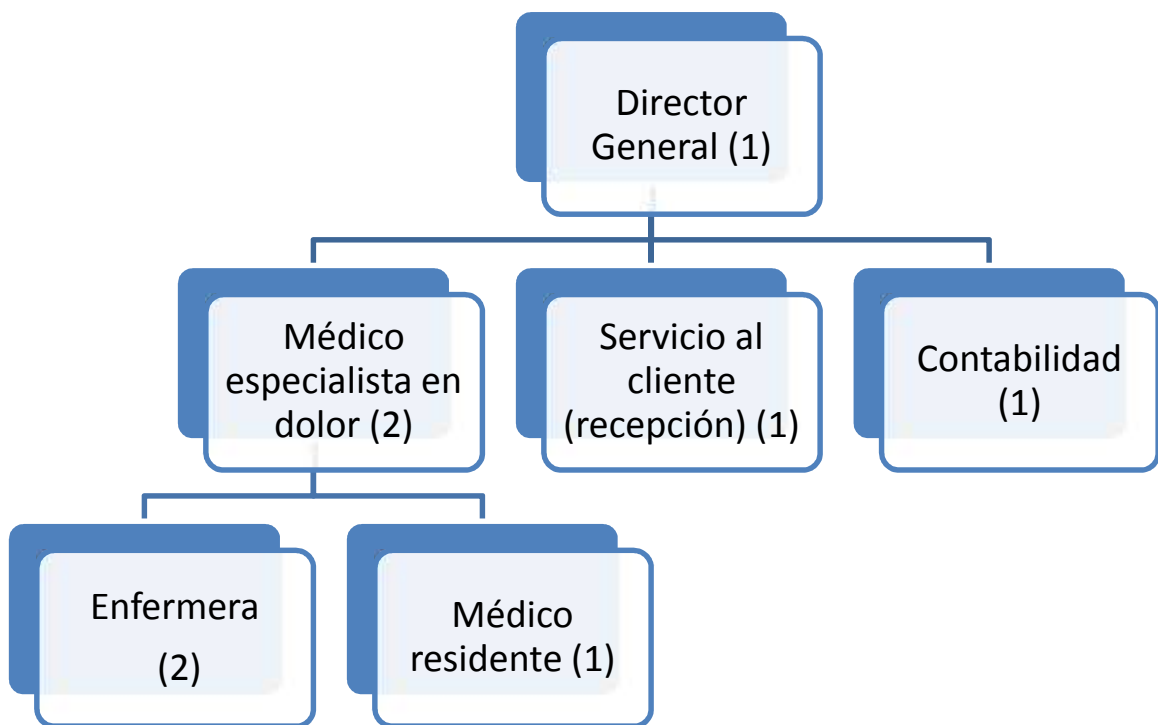 Director
General (1)
Médico
especialista en
dolor (2)
Servicio al
cliente
(recepción) (1)
Contabilidad
(1)
Enfermera
(2)
Médico
residente (1)